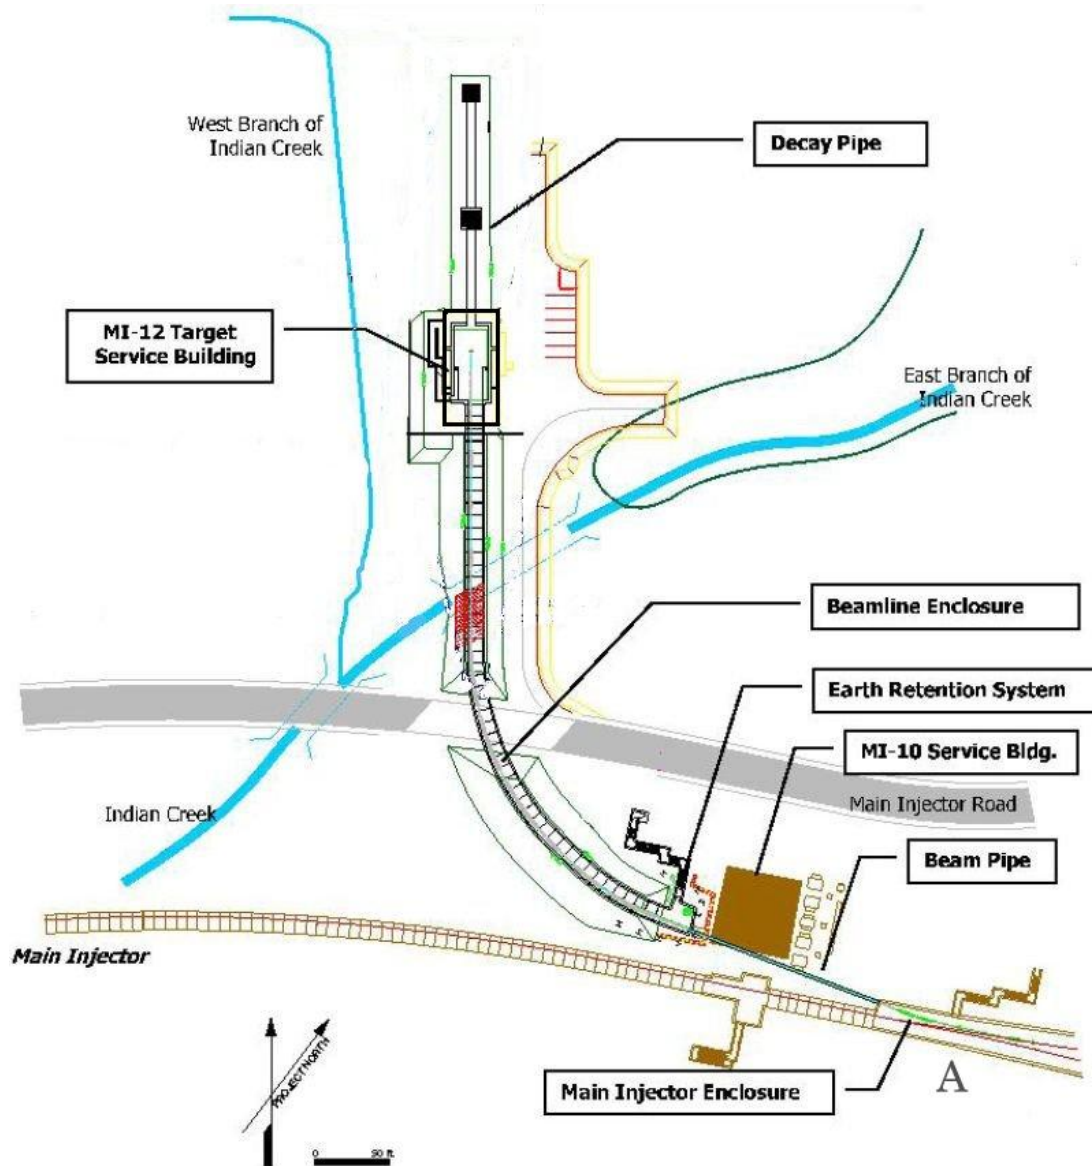 West Branch of
Indian Creek
Decay Pipe
MI-12 Target
Service Building
East Branch of
Indian Creek
Beamline Enclosure
Earth Retention System
MI-10 Service Bldg.
Main Injector Road
Indian Creek
Beam Pipe
Main Injector
PROJECT NORTH
Main Injector Enclosure
A
0 50 ft.